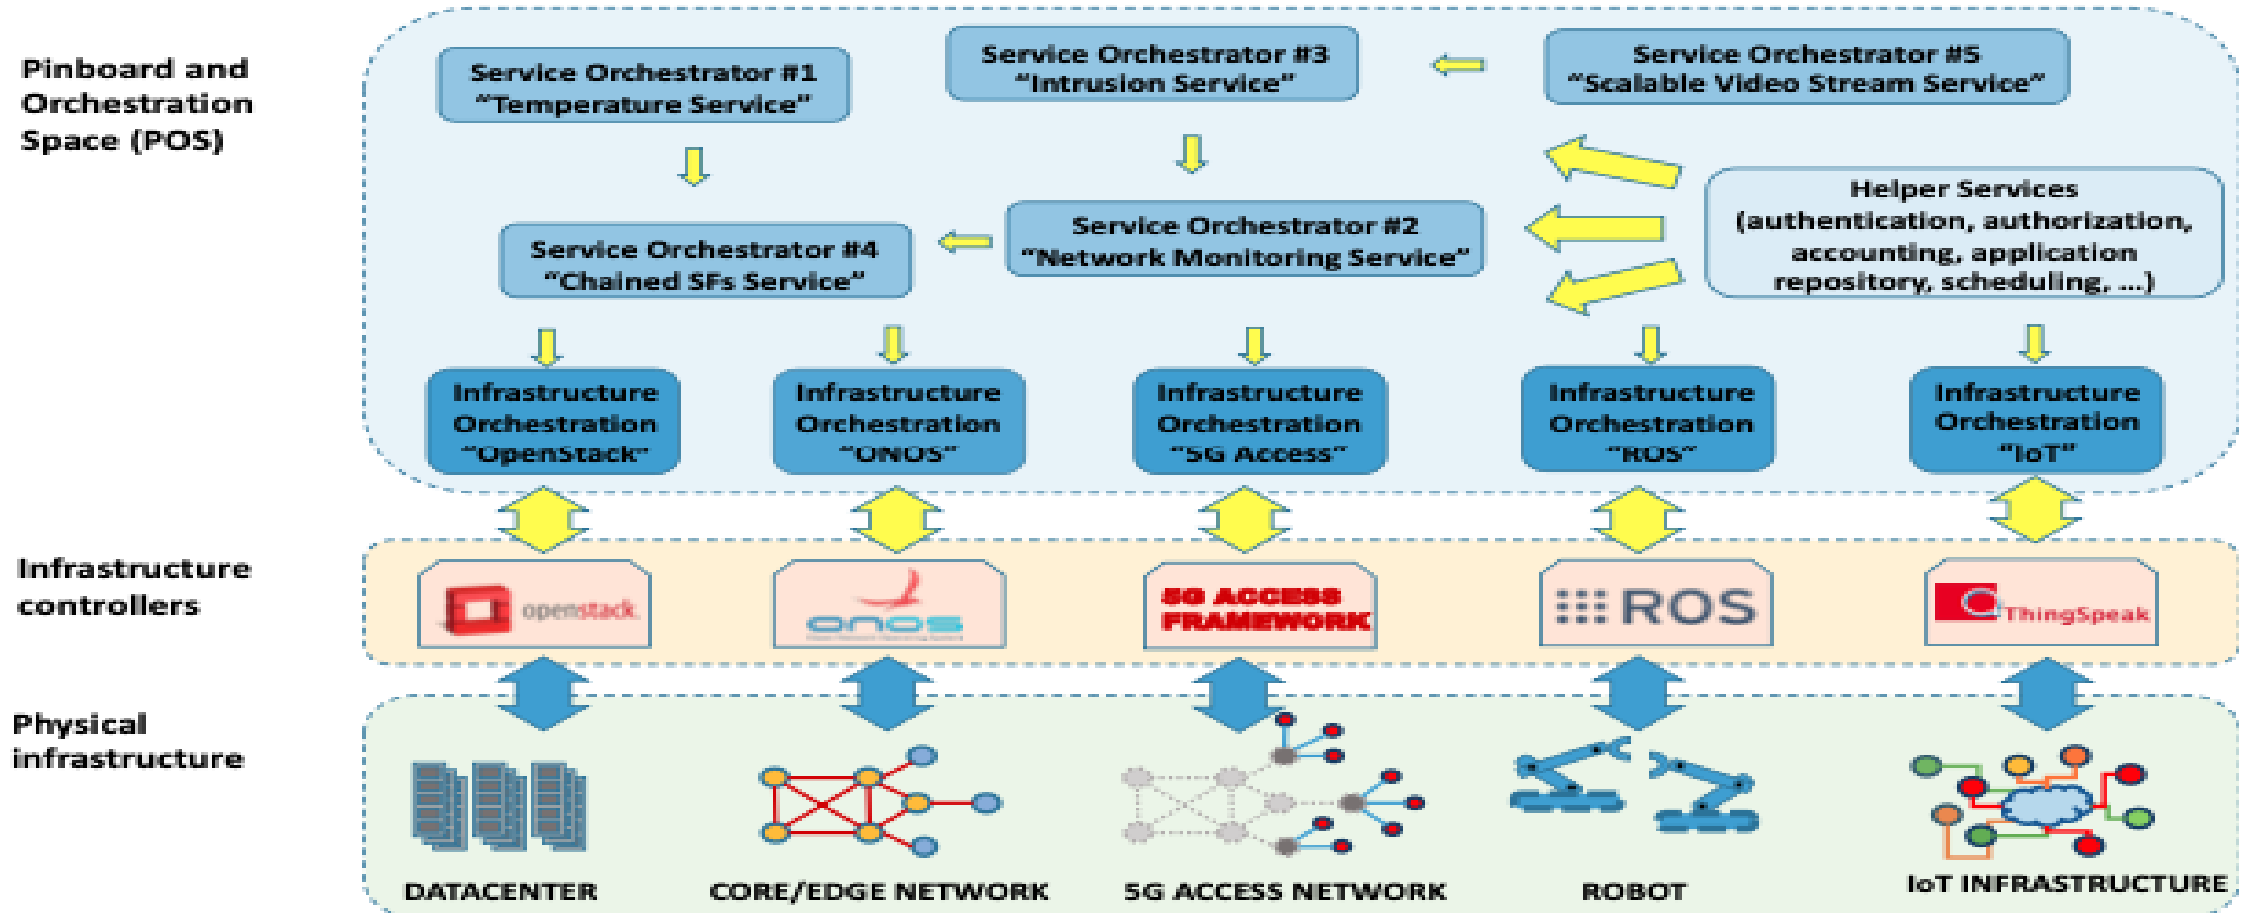 Pinboard and
Orchestration
Space (POS)
Service Orchestrator #1
“Temperature Service”
Service Orchestrator #3
“Intrusion Service”
Service Orchestrator #5
“Scalable Video Stream Service”
Service Orchestrator #4
“Chained SFs Service”
Service Orchestrator #2
“Network Monitoring Service”
Helper Services
(authentication, authorization,
accounting, application
repository, scheduling, ...)
Infrastructure
Orchestration
“OpenStack”
Infrastructure
Orchestration
“ONOS”
Infrastructure
Orchestration
“5G Access”
Infrastructure
Orchestration
“ROS”
Infrastructure
Orchestration
“IoT”
Infrastructure
controllers
openstack.
onos
5G ACCESS
FRAMEWORK
ROS
ThingSpeak
Physical
infrastructure
DATACENTER
CORE/EDGE NETWORK
5G ACCESS NETWORK
ROBOT
IoT INFRASTRUCTURE